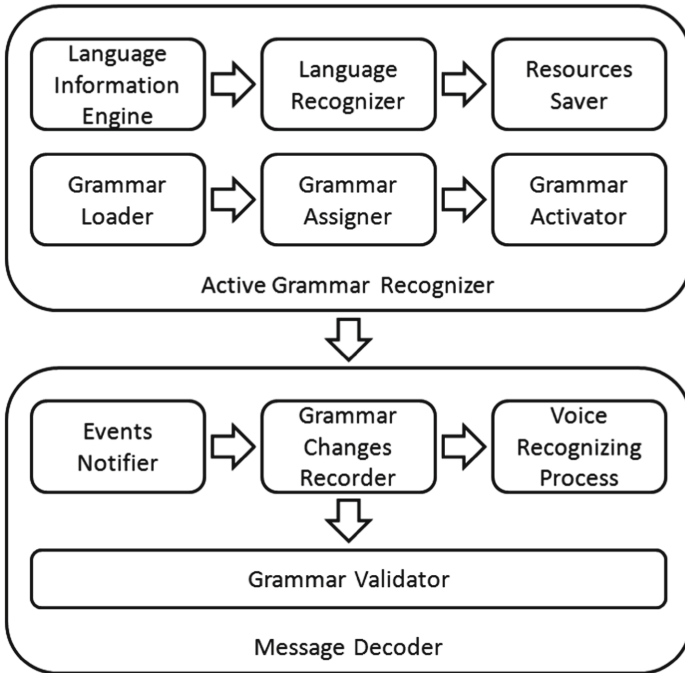 Language
Information
Engine
Language
Recognizer
Resources
Saver
Grammar
Loader
Grammar
Assigner
Grammar
Activator
Active Grammar Recognizer
Events
Notifier
Grammar
Changes
Recorder
Voice
Recognizing
Process
Grammar Validator
Message Decoder